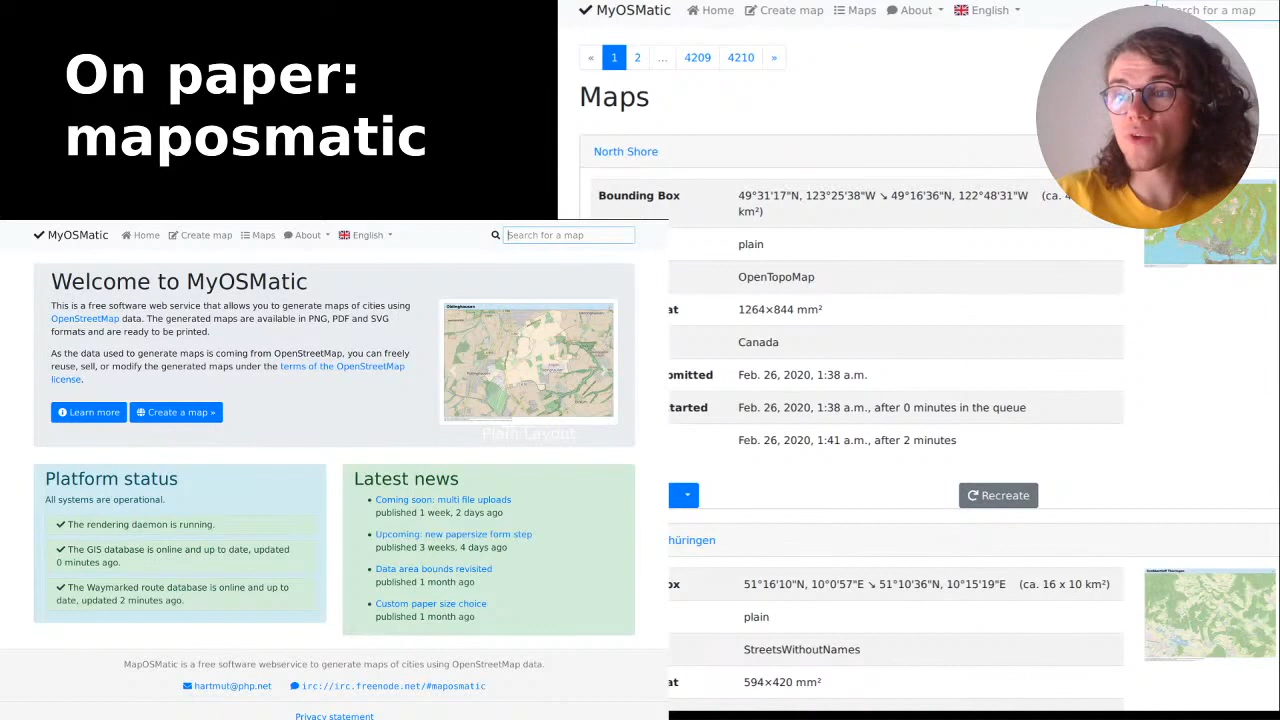 On paper:
maposmatic
MyOSMatic Home Create map Maps About English Search for a map
« 1 2 ... 4209 4210 »
Maps
North Shore
Bounding Box 49°31'17"N, 123°25'38"W ↘ 49°16'36"N, 122°48'31"W (ca. 4
km²)
plain
OpenTopoMap
at 1264×844 mm²
Canada
omitted Feb. 26, 2020, 1:38 a.m.
tarted Feb. 26, 2020, 1:38 a.m., after 0 minutes in the queue
Feb. 26, 2020, 1:41 a.m., after 2 minutes
Recreate
hüringen
ox 51°16'10"N, 10°0'57"E ↘ 51°10'36"N, 10°15'19"E (ca. 16 x 10 km²)
plain
StreetsWithoutNames
at 594×420 mm²
MyOSMatic Home Create map Maps About English Search for a map
Welcome to MyOSMatic
This is a free software web service that allows you to generate maps of cities using
OpenStreetMap data. The generated maps are available in PNG, PDF and SVG
formats and are ready to be printed.
As the data used to generate maps is coming from OpenStreetMap, you can freely
reuse, sell, or modify the generated maps under the terms of the OpenStreetMap
license.
Learn more Create a map »
Plain Layout
Platform status
All systems are operational.
The rendering daemon is running.
The GIS database is online and up to date, updated
0 minutes ago.
The Waymarked route database is online and up to
date, updated 2 minutes ago.
Latest news
Coming soon: multi file uploads
published 1 week, 2 days ago
Upcoming: new papersize form step
published 3 weeks, 4 days ago
Data area bounds revisited
published 1 month ago
Custom paper size choice
published 1 month ago
MapOSMatic is a free software webservice to generate maps of cities using OpenStreetMap data.
hartmut@php.net irc://irc.freenode.net/#maposmatic
Privacy statement